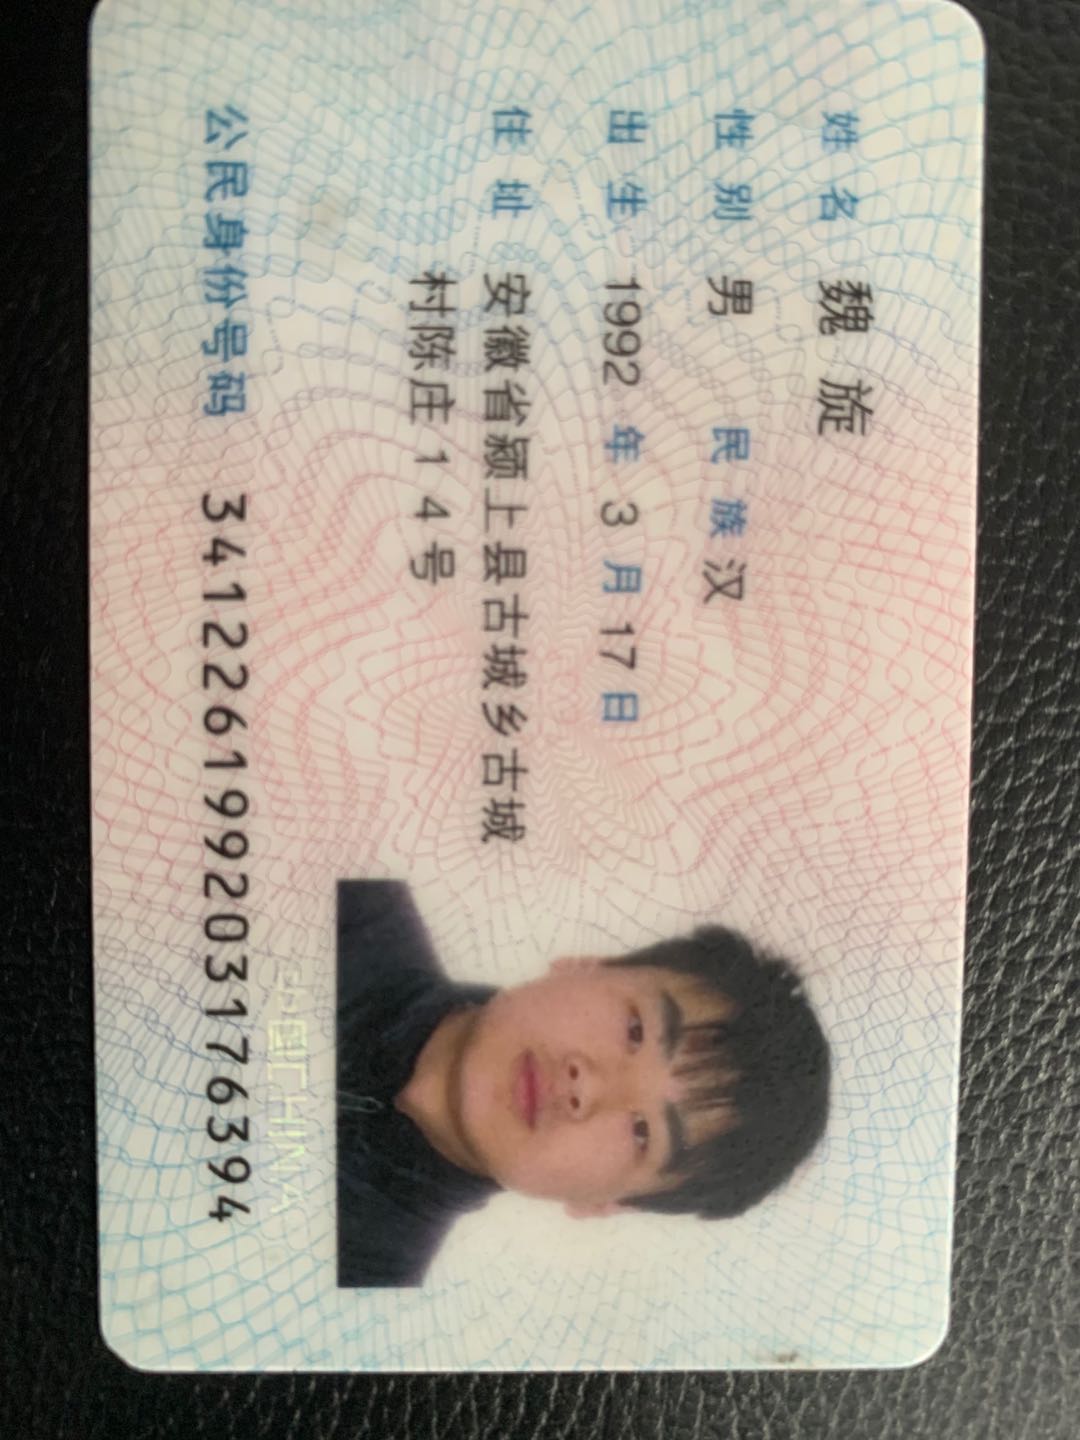 姓名 魏旋
性别 男 民族 汉
出生 1992 年 3 月 17 日
住址 安徽省颍上县古城乡古城
村陈庄14号
公民身份号码 341226199203176394
中国CHINA